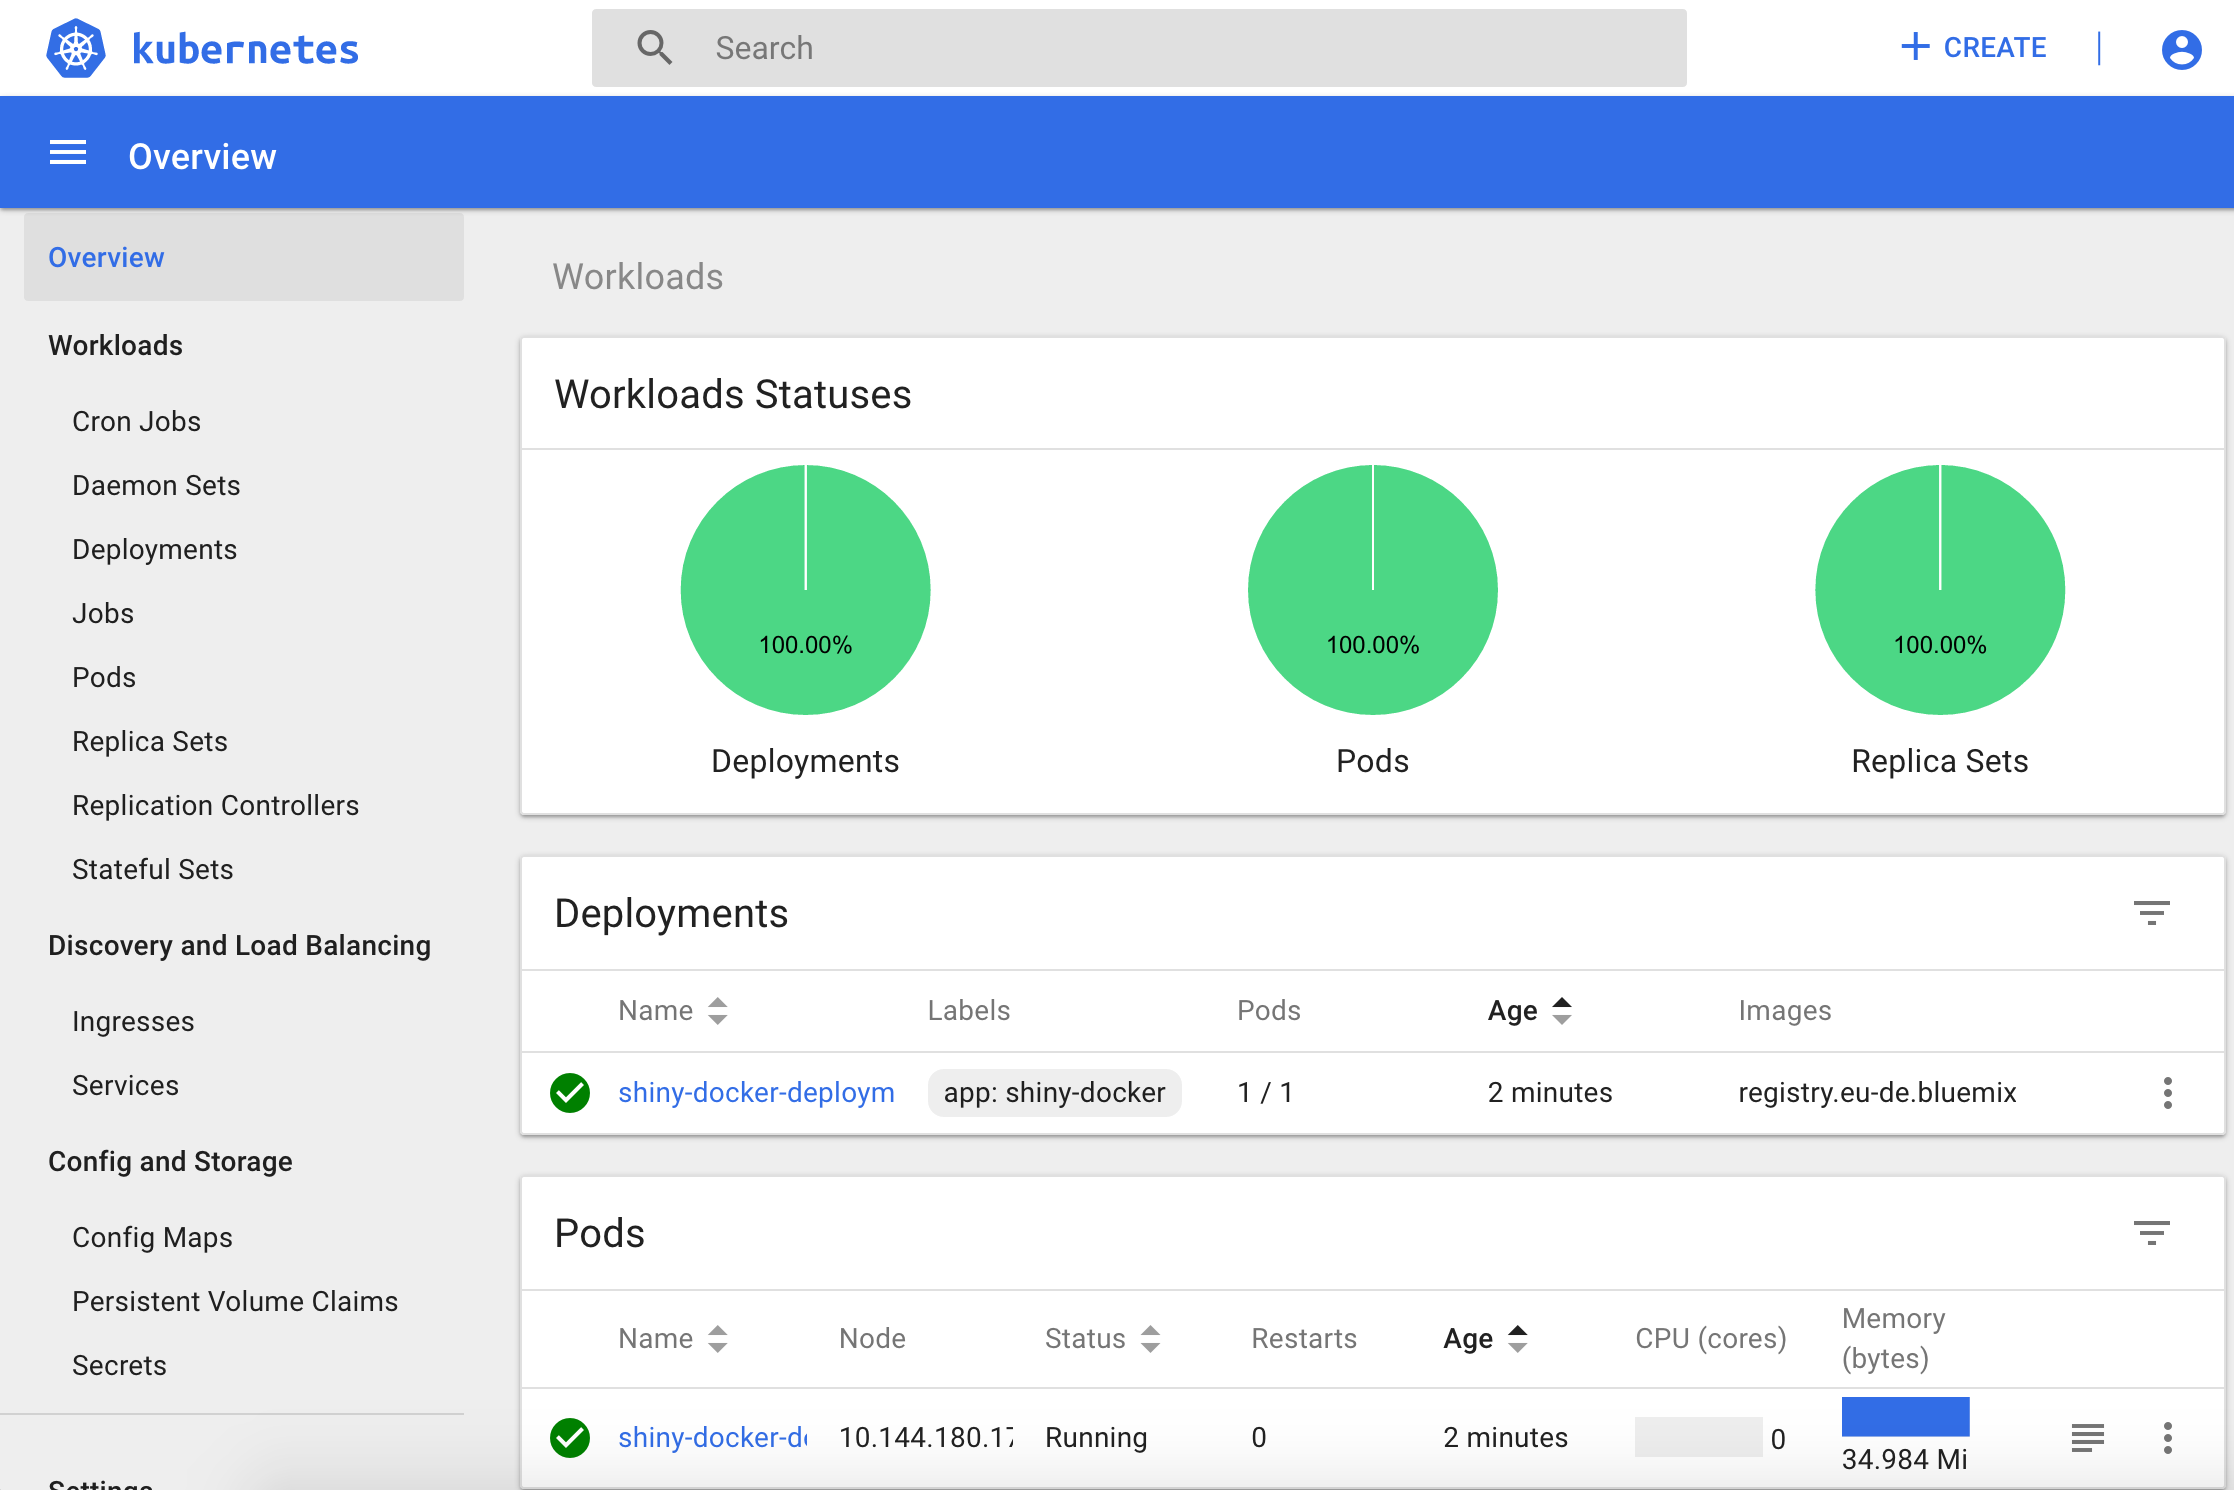 kubernetes
Search
CREATE
Overview
Overview
Workloads
Cron Jobs
Daemon Sets
Deployments
Jobs
Pods
Replica Sets
Replication Controllers
Stateful Sets
Discovery and Load Balancing
Ingresses
Services
Config and Storage
Config Maps
Persistent Volume Claims
Secrets
Settings
Workloads
Workloads Statuses
100.00% 100.00% 100.00%
Deployments Pods Replica Sets
Deployments
Name Labels Pods Age Images
shiny-docker-deploym app: shiny-docker 1 / 1 2 minutes registry.eu-de.bluemix
Pods
Name Node Status Restarts Age CPU (cores) Memory
(bytes)
shiny-docker-de 10.144.180.17 Running 0 2 minutes 0
34.984 Mi